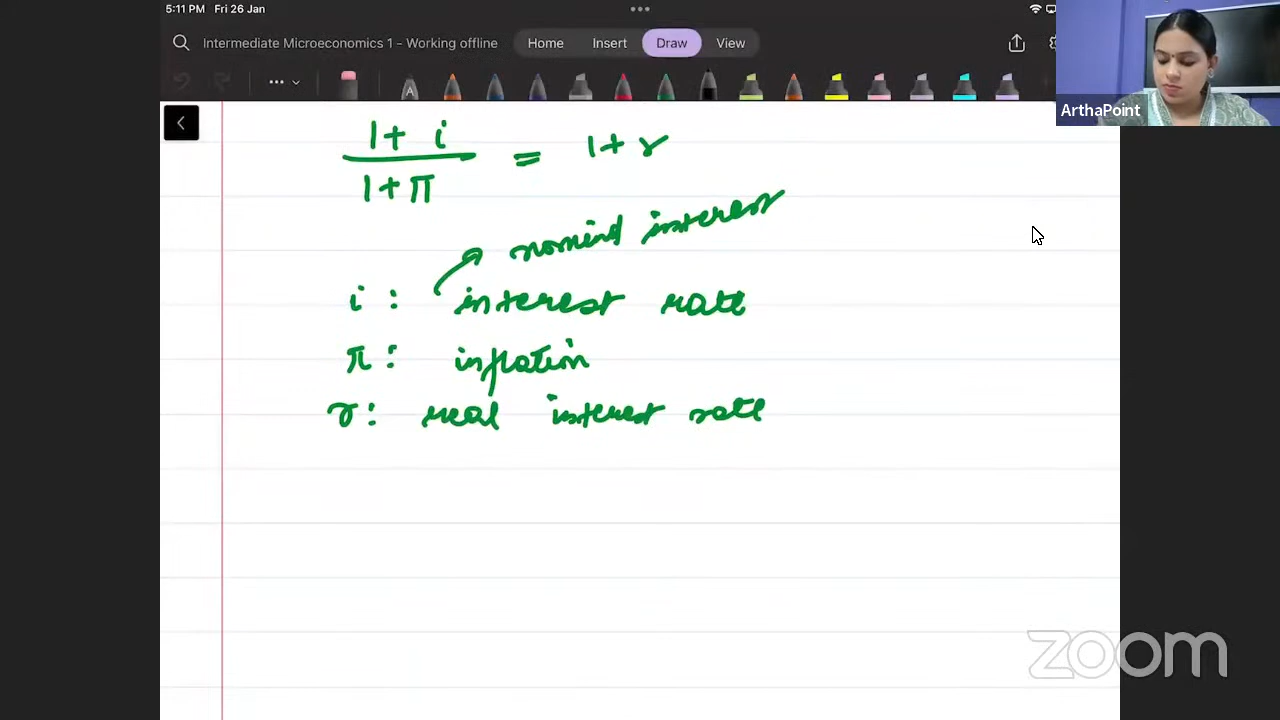 5:11 PM Fri 26 Jan
Intermediate Microeconomics 1 - Working offline
Home Insert Draw View
A
ArthaPoint
1 + i
1 + π
= 1 + r
nominal interest
i : interest rate
π : inflation
r : real interest rate
zoom